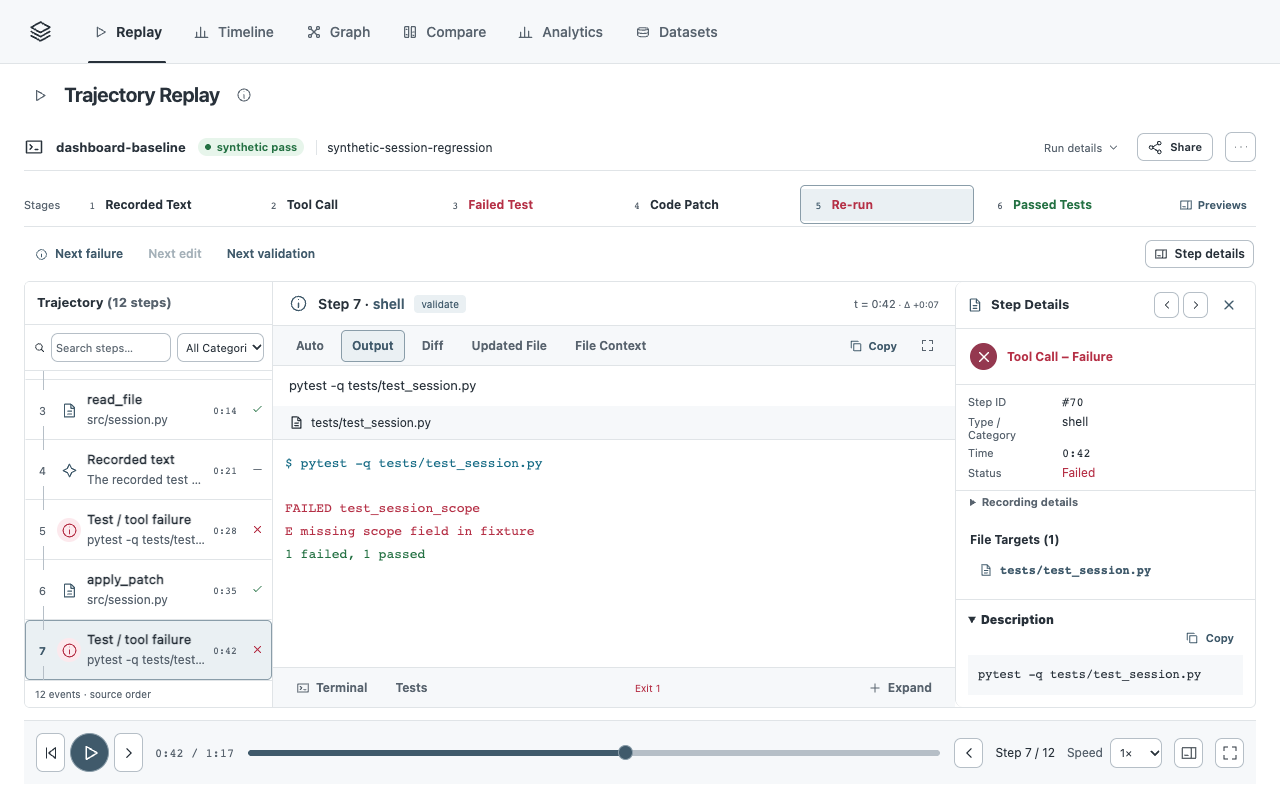 Replay
Timeline
Graph
Compare
Analytics
Datasets
Trajectory Replay
dashboard-baseline
synthetic pass
synthetic-session-regression
Run details
Share
Stages
1 Recorded Text
2 Tool Call
3 Failed Test
4 Code Patch
5 Re-run
6 Passed Tests
Previews
Next failure
Next edit
Next validation
Step details
Trajectory (12 steps)
Search steps...
All Categori
3
read_file
src/session.py
0:14
4
Recorded text
The recorded test ...
0:21
5
Test / tool failure
pytest -q tests/test...
0:28
6
apply_patch
src/session.py
0:35
7
Test / tool failure
pytest -q tests/test...
0:42
12 events · source order
Step 7 · shell
validate
t = 0:42 · Δ +0:07
Auto
Output
Diff
Updated File
File Context
Copy
pytest -q tests/test_session.py
tests/test_session.py
$ pytest -q tests/test_session.py
FAILED test_session_scope
E missing scope field in fixture
1 failed, 1 passed
Terminal
Tests
Exit 1
Expand
Step Details
Tool Call – Failure
Step ID #70
Type / Category shell
Time 0:42
Status Failed
Recording details
File Targets (1)
tests/test_session.py
Description
Copy
pytest -q tests/test_session.py
0:42 / 1:17
Step 7 / 12
Speed
1×